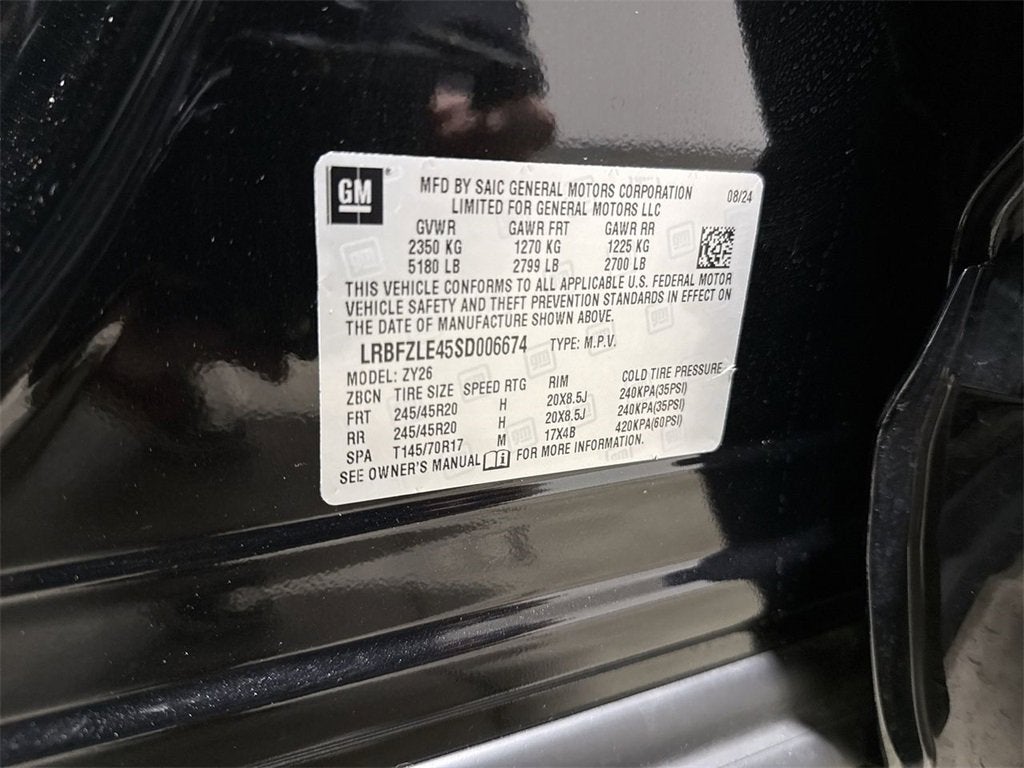 GM
MFD BY SAIC GENERAL MOTORS CORPORATION 08/24
LIMITED FOR GENERAL MOTORS LLC
GVWR GAWR FRT GAWR RR
2350 KG 1270 KG 1225 KG
5180 LB 2799 LB 2700 LB
THIS VEHICLE CONFORMS TO ALL APPLICABLE U.S. FEDERAL MOTOR
VEHICLE SAFETY AND THEFT PREVENTION STANDARDS IN EFFECT ON
THE DATE OF MANUFACTURE SHOWN ABOVE.
LRBFZLE45SD006674 TYPE: M.P.V.
MODEL: ZY26
ZBCN TIRE SIZE SPEED RTG RIM COLD TIRE PRESSURE
FRT 245/45R20 H 20X8.5J 240KPA(35PSI)
RR 245/45R20 H 20X8.5J 240KPA(35PSI)
SPA T145/70R17 M 17X4B 420KPA(60PSI)
SEE OWNER'S MANUAL FOR MORE INFORMATION.